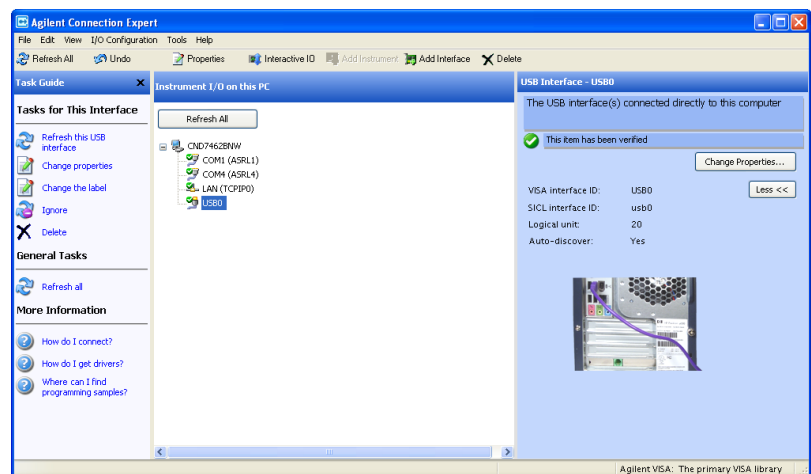 Agilent Connection Expert
File Edit View I/O Configuration Tools Help
Refresh All Undo Properties Interactive IO Add Instrument Add Interface Delete
Task Guide
Tasks for This Interface
Refresh this USB
interface
Change properties
Change the label
Ignore
Delete
General Tasks
Refresh all
More Information
How do I connect?
How do I get drivers?
Where can I find
programming samples?
Instrument I/O on this PC
Refresh All
CND7462BNW
COM1 (ASRL1)
COM4 (ASRL4)
LAN (TCPIP0)
USB0
USB Interface - USB0
The USB interface(s) connected directly to this computer
This item has been verified
Change Properties...
VISA interface ID: USB0
Less <<
SICL interface ID: usb0
Logical unit: 20
Auto-discover: Yes
Agilent VISA: The primary VISA library